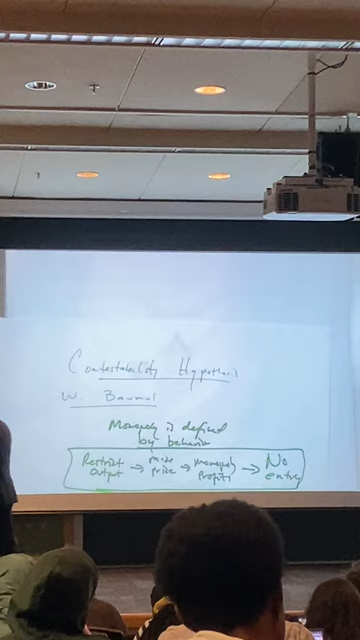 Contestability Hypothesis
W. Baumol
Monopoly is defined
by behavior
Restrict Output → raise price → monopoly profits → No entry